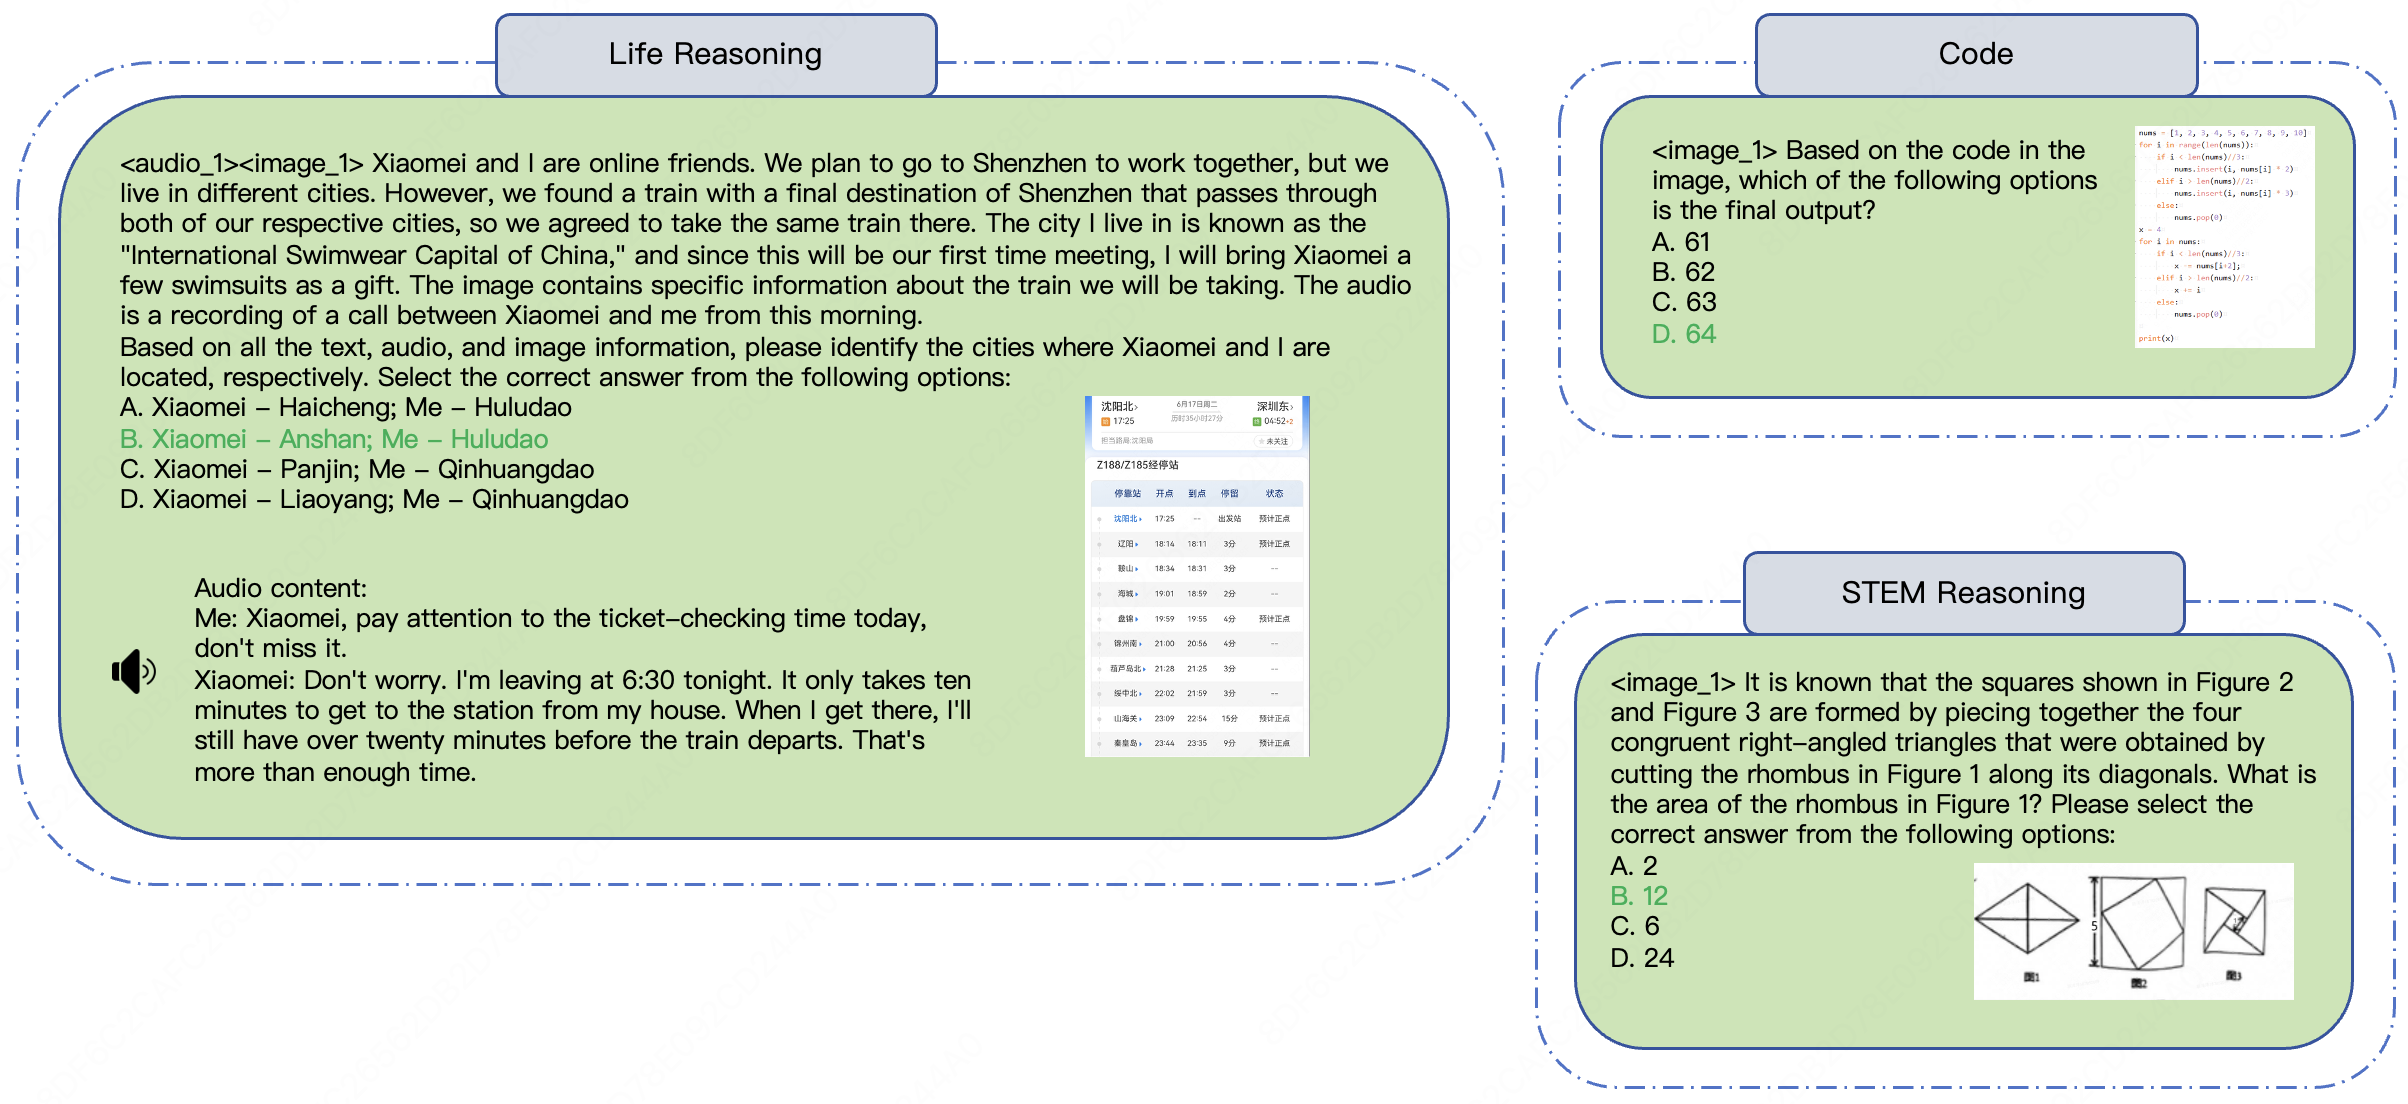 Life Reasoning
<audio_1><image_1> Xiaomei and I are online friends. We plan to go to Shenzhen to work together, but we
live in different cities. However, we found a train with a final destination of Shenzhen that passes through
both of our respective cities, so we agreed to take the same train there. The city I live in is known as the
"International Swimwear Capital of China," and since this will be our first time meeting, I will bring Xiaomei a
few swimsuits as a gift. The image contains specific information about the train we will be taking. The audio
is a recording of a call between Xiaomei and me from this morning.
Based on all the text, audio, and image information, please identify the cities where Xiaomei and I are
located, respectively. Select the correct answer from the following options:
A. Xiaomei – Haicheng; Me – Huludao
B. Xiaomei – Anshan; Me – Huludao
C. Xiaomei – Panjin; Me – Qinhuangdao
D. Xiaomei – Liaoyang; Me – Qinhuangdao
沈阳北 6月17日周二 深圳东
17:25 历时35小时27分 04:52+2
担当路局:沈阳局 未关注
Z188/Z185经停站
停靠站 开点 到点 停留 状态
沈阳北 17:25 -- 出发站 预计正点
辽阳 18:14 18:11 3分 预计正点
鞍山 18:34 18:31 3分 --
海城 19:01 18:59 2分 --
盘锦 19:59 19:55 4分 预计正点
锦州南 21:00 20:56 4分 --
葫芦岛北 21:28 21:25 3分 --
绥中北 22:02 21:59 3分 --
山海关 23:09 22:54 15分 预计正点
秦皇岛 23:44 23:35 9分 预计正点
Audio content:
Me: Xiaomei, pay attention to the ticket–checking time today,
don't miss it.
Xiaomei: Don't worry. I'm leaving at 6:30 tonight. It only takes ten
minutes to get to the station from my house. When I get there, I'll
still have over twenty minutes before the train departs. That's
more than enough time.
Code
<image_1> Based on the code in the
image, which of the following options
is the final output?
A. 61
B. 62
C. 63
D. 64
nums = [1, 2, 3, 4, 5, 6, 7, 8, 9, 10]
for i in range(len(nums)):
if i < len(nums)//3:
nums.insert(i, nums[i] * 2)
elif i > len(nums)//2:
nums.insert(i, nums[i] * 3)
else:
nums.pop(0)
x = 4
for i in nums:
if i < len(nums)//3:
x = nums[i+2];
elif i > len(nums)//2:
x += i
else:
nums.pop(0)
print(x)
STEM Reasoning
<image_1> It is known that the squares shown in Figure 2
and Figure 3 are formed by piecing together the four
congruent right–angled triangles that were obtained by
cutting the rhombus in Figure 1 along its diagonals. What is
the area of the rhombus in Figure 1? Please select the
correct answer from the following options:
A. 2
B. 12
C. 6
D. 24
5
图1 图2 图3